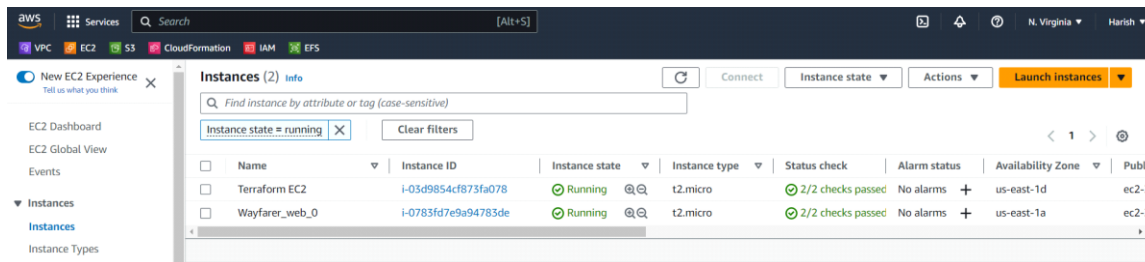 aws Services Search [Alt+S] N. Virginia Harish
VPC EC2 S3 CloudFormation IAM EFS
New EC2 Experience
Tell us what you think
EC2 Dashboard
EC2 Global View
Events
Instances
Instances
Instance Types
Instances (2) Info Connect Instance state Actions Launch instances
Find instance by attribute or tag (case-sensitive)
Instance state = running Clear filters
1
Name Instance ID Instance state Instance type Status check Alarm status Availability Zone Publ
Terraform EC2 i-03d9854cf873fa078 Running t2.micro 2/2 checks passed No alarms us-east-1d ec2-
Wayfarer_web_0 i-0783fd7e9a94783de Running t2.micro 2/2 checks passed No alarms us-east-1a ec2-